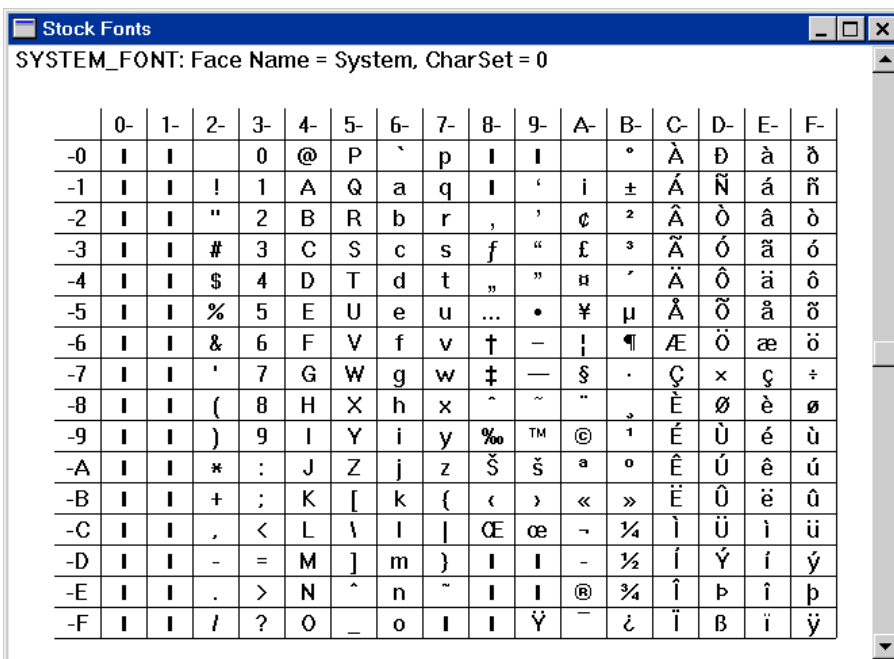 Stock Fonts
SYSTEM_FONT: Face Name = System, CharSet = 0
0- 1- 2- 3- 4- 5- 6- 7- 8- 9- A- B- C- D- E- F-
-0 0 @ P ` p ° À Ð à ð
-1 ! 1 A Q a q ‘ ¡ ± Á Ñ á ñ
-2 " 2 B R b r ‚ ’ ¢ ² Â Ò â ò
-3 # 3 C S c s ƒ “ £ ³ Ã Ó ã ó
-4 $ 4 D T d t „ ” ¤ ´ Ä Ô ä ô
-5 % 5 E U e u … • ¥ µ Å Õ å õ
-6 & 6 F V f v † – ¦ ¶ Æ Ö æ ö
-7 ' 7 G W g w ‡ — § · Ç × ç ÷
-8 ( 8 H X h x ˆ ˜ ¨ ¸ È Ø è ø
-9 ) 9 I Y i y ‰ ™ © ¹ É Ù é ù
-A * : J Z j z Š š ª º Ê Ú ê ú
-B + ; K [ k { ‹ › « » Ë Û ë û
-C , < L \ l | Œ œ ¬ ¼ Ì Ü ì ü
-D - = M ] m } - ½ Í Ý í ý
-E . > N ^ n ~ ® ¾ Î Þ î þ
-F / ? O _ o Ÿ ¯ ¿ Ï ß ï ÿ